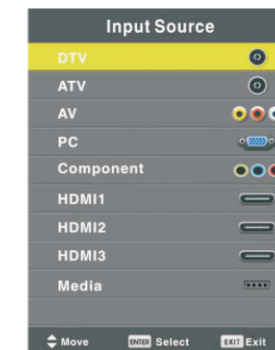 Input Source
DTV
ATV
AV
PC
Component
HDMI1
HDMI2
HDMI3
Media
Move ENTER Select EXIT Exit